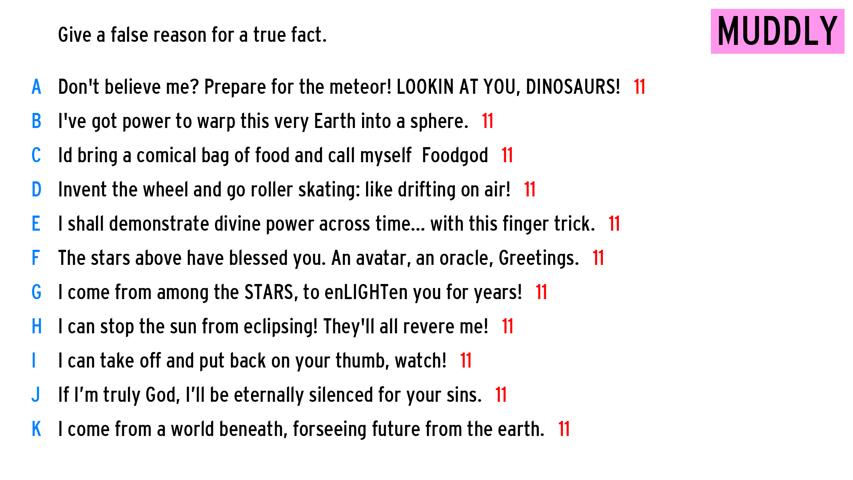 Give a false reason for a true fact.
MUDDLY
A Don't believe me? Prepare for the meteor! LOOKIN AT YOU, DINOSAURS! 11
B I've got power to warp this very Earth into a sphere. 11
C Id bring a comical bag of food and call myself  Foodgod 11
D Invent the wheel and go roller skating: like drifting on air! 11
E I shall demonstrate divine power across time... with this finger trick. 11
F The stars above have blessed you. An avatar, an oracle, Greetings. 11
G I come from among the STARS, to enLIGHTen you for years! 11
H I can stop the sun from eclipsing! They'll all revere me! 11
I I can take off and put back on your thumb, watch! 11
J If I’m truly God, I’ll be eternally silenced for your sins. 11
K I come from a world beneath, forseeing future from the earth. 11